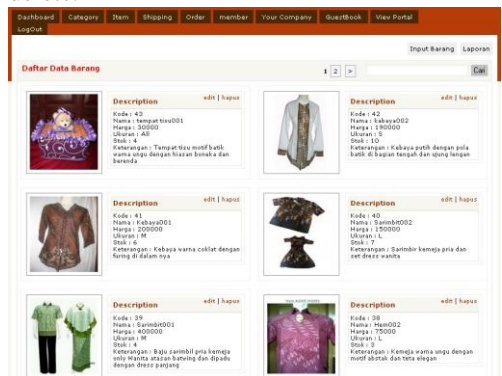 Dashboard Category Item Shipping Order member Your Company GuestBook View Portal
LogOut
Input Barang Laporan
Daftar Data Barang
1 2 > Cari
Description edit | hapus
Kode : 43
Nama : tempat tisu001
Harga : 30000
Ukuran : All
Stok : 4
Keterangan : Tempat tisu motif batik
warna ungu dengan hiasan boneka dan
berenda
Description edit | hapus
Kode : 42
Nama : kebaya002
Harga : 190000
Ukuran : S
Stok : 10
Keterangan : Kebaya putih dengan pola
batik di bagian tengah dan ujung lengan
Description edit | hapus
Kode : 41
Nama : Kebaya001
Harga : 200000
Ukuran : M
Stok : 6
Keterangan : Kebaya warna coklat dengan
furing di dalam nya
Description edit | hapus
Kode : 40
Nama : Sarimbit002
Harga : 150000
Ukuran : L
Stok : 7
Keterangan : Sarimbir kemeja pria dan
set dress wanita
Description edit | hapus
Kode : 39
Nama : Sarimbit001
Harga : 400000
Ukuran : M
Stok : 4
Keterangan : Baju sarimbil pria kemeja
only Wanita atasan batwing dan dipadu
dengan dress panjang
Description edit | hapus
Kode : 38
Nama : Hem002
Harga : 75000
Ukuran : L
Stok : 3
Keterangan : Kemeja warna ungu dengan
motif abstak dan teta elegan